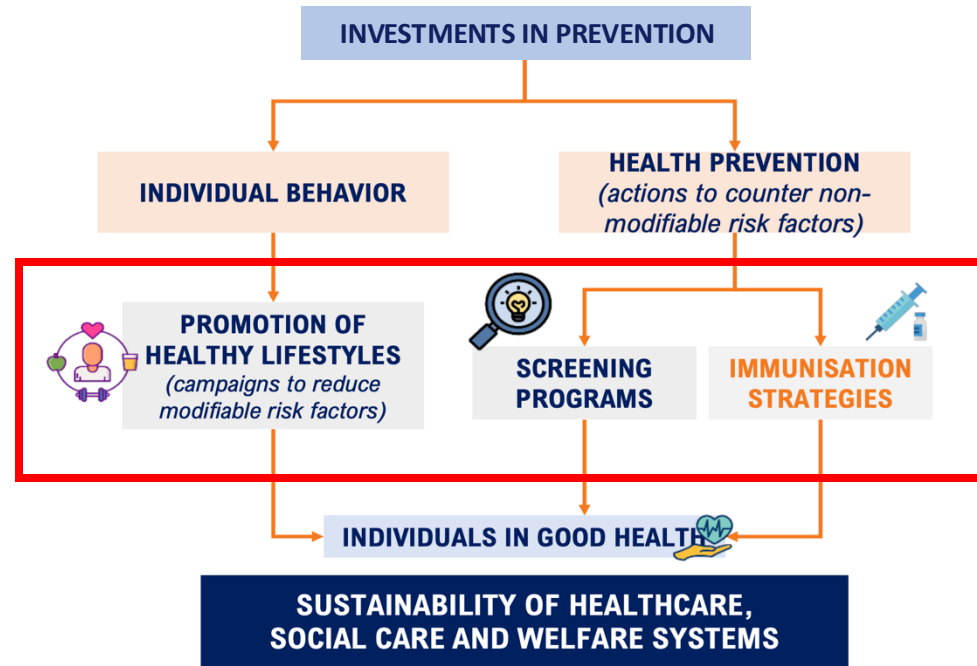 INVESTMENTS IN PREVENTION
INDIVIDUAL BEHAVIOR
HEALTH PREVENTION
(actions to counter non-
modifiable risk factors)
PROMOTION OF
HEALTHY LIFESTYLES
(campaigns to reduce
modifiable risk factors)
SCREENING
PROGRAMS
IMMUNISATION
STRATEGIES
INDIVIDUALS IN GOOD HEALTH
SUSTAINABILITY OF HEALTHCARE,
SOCIAL CARE AND WELFARE SYSTEMS